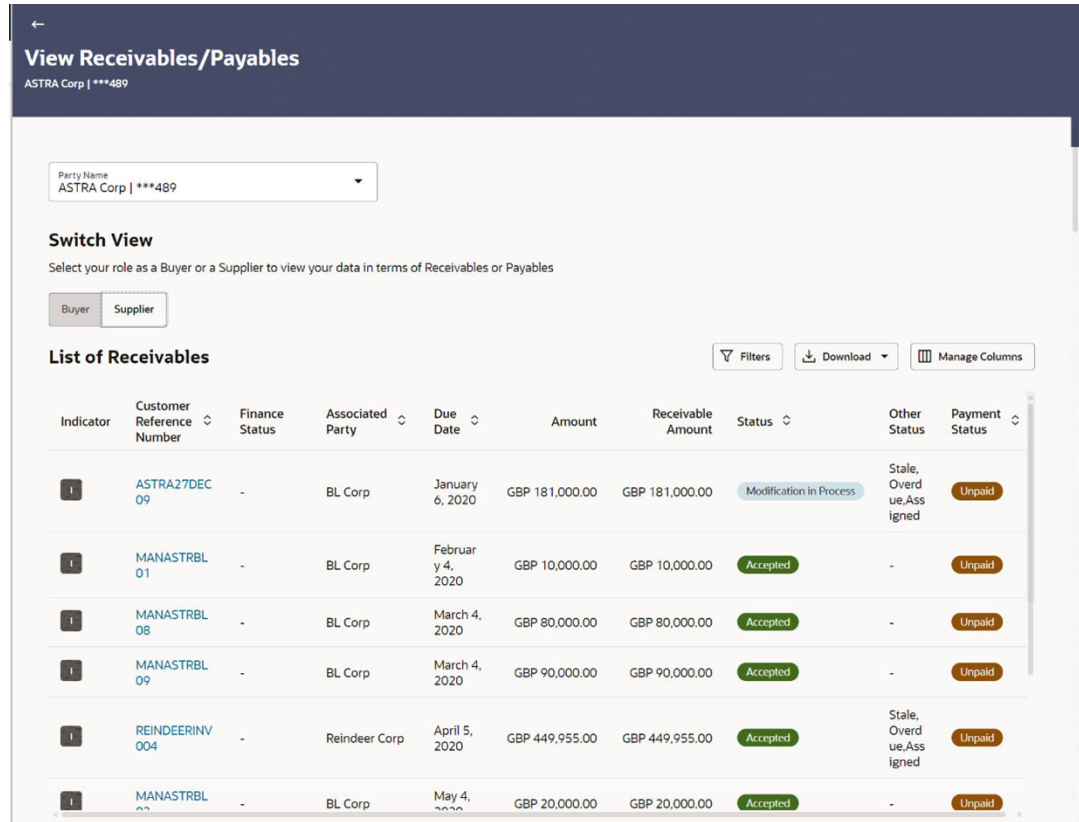 ←
View Receivables/Payables
ASTRA Corp | ***489
Party Name
ASTRA Corp | ***489
Switch View
Select your role as a Buyer or a Supplier to view your data in terms of Receivables or Payables
Buyer Supplier
List of Receivables Filters Download Manage Columns
Indicator Customer Reference Number Finance Status Associated Party Due Date Amount Receivable Amount Status Other Status Payment Status
I ASTRA27DEC
09 - BL Corp January
6, 2020 GBP 181,000.00 GBP 181,000.00 Modification in Process Stale,
Overd
ue,Ass
igned Unpaid
I MANASTRBL
01 - BL Corp Februar
y 4,
2020 GBP 10,000.00 GBP 10,000.00 Accepted - Unpaid
I MANASTRBL
08 - BL Corp March 4,
2020 GBP 80,000.00 GBP 80,000.00 Accepted - Unpaid
I MANASTRBL
09 - BL Corp March 4,
2020 GBP 90,000.00 GBP 90,000.00 Accepted - Unpaid
I REINDEERINV
004 - Reindeer Corp April 5,
2020 GBP 449,955.00 GBP 449,955.00 Accepted Stale,
Overd
ue,Ass
igned Unpaid
I MANASTRBL
- BL Corp May 4,
2020 GBP 20,000.00 GBP 20,000.00 Accepted - Unpaid